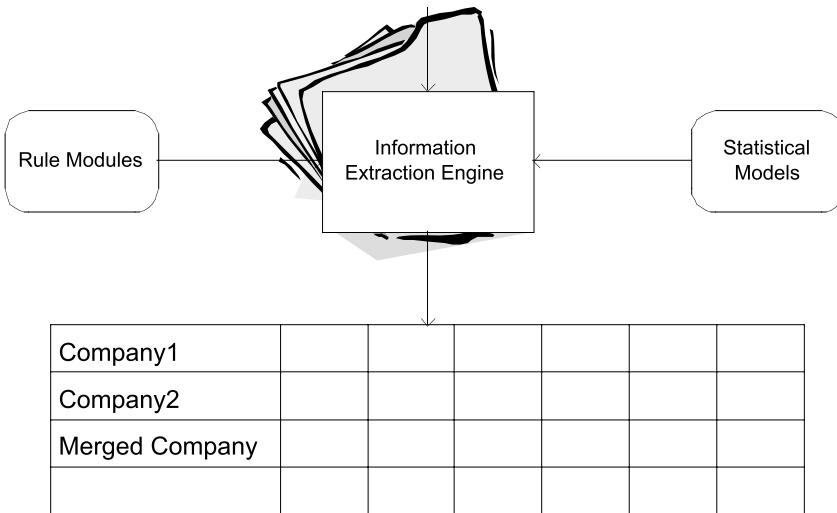 Rule Modules
Information
Extraction Engine
Statistical
Models
Company1
Company2
Merged Company